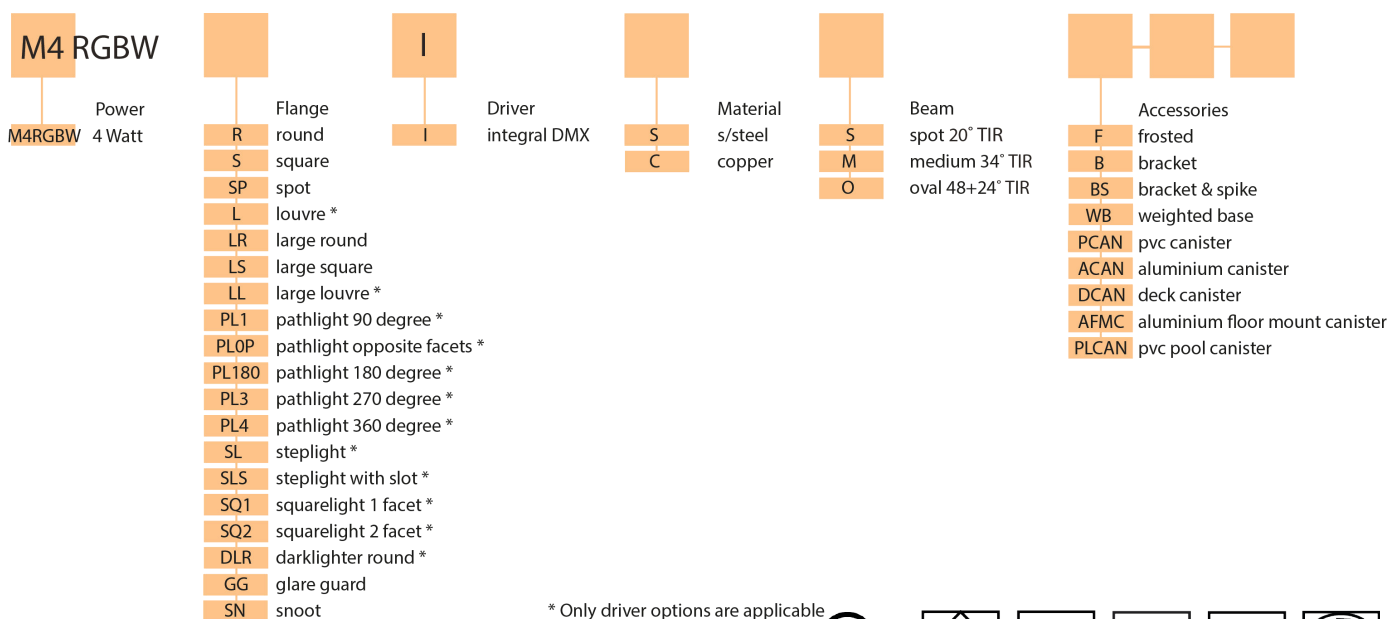 M4 RGBW
I
Power
M4RGBW 4 Watt
Flange
R round
S square
SP spot
L louvre *
LR large round
LS large square
LL large louvre *
PL1 pathlight 90 degree *
PL0P pathlight opposite facets *
PL180 pathlight 180 degree *
PL3 pathlight 270 degree *
PL4 pathlight 360 degree *
SL steplight *
SLS steplight with slot *
SQ1 squarelight 1 facet *
SQ2 squarelight 2 facet *
DLR darklighter round *
GG glare guard
SN snoot
Driver
I integral DMX
Material
S s/steel
C copper
Beam
S spot 20˚ TIR
M medium 34˚ TIR
O oval 48+24˚ TIR
Accessories
F frosted
B bracket
BS bracket & spike
WB weighted base
PCAN pvc canister
ACAN aluminium canister
DCAN deck canister
AFMC aluminium floor mount canister
PLCAN pvc pool canister
* Only driver options are applicable